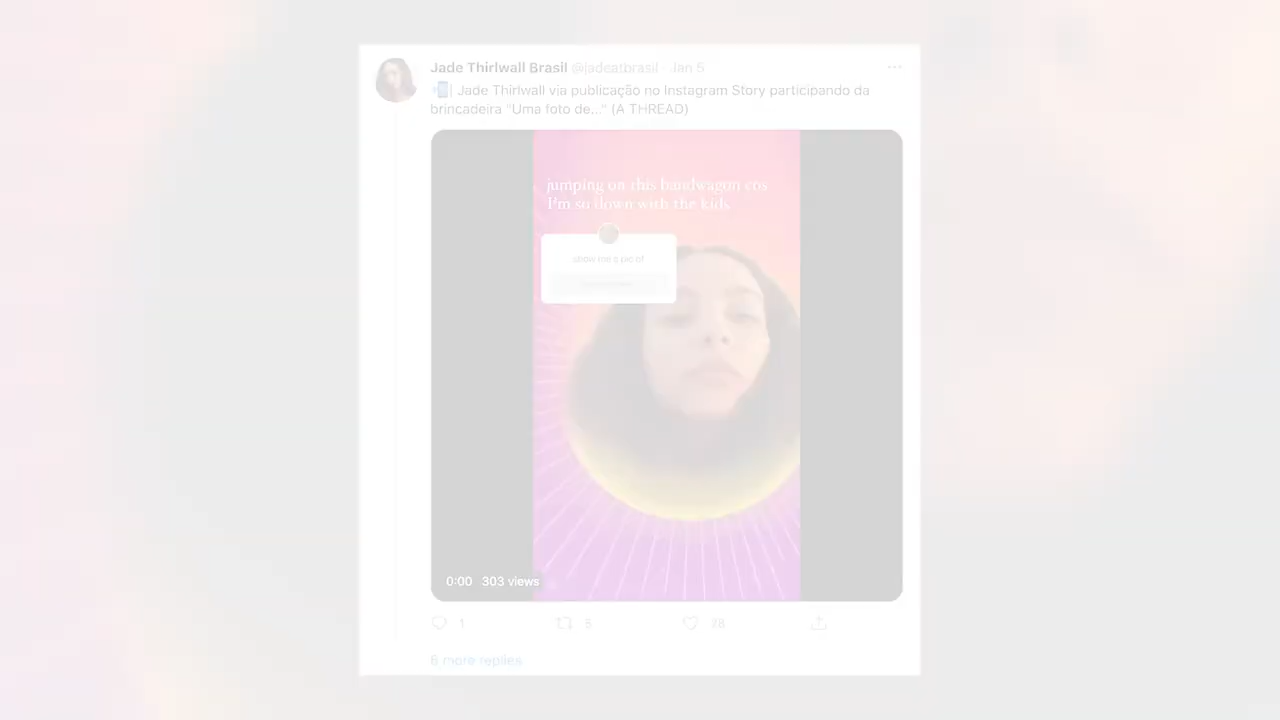 Jade Thirlwall Brasil @jadeatbrasil · Jan 5
📲| Jade Thirlwall via publicação no Instagram Story participando da
brincadeira "Uma foto de..." (A THREAD)
jumping on this bandwagon cos
I'm so down with the kids
show me a pic of
0:00 303 views
1 5 78
6 more replies